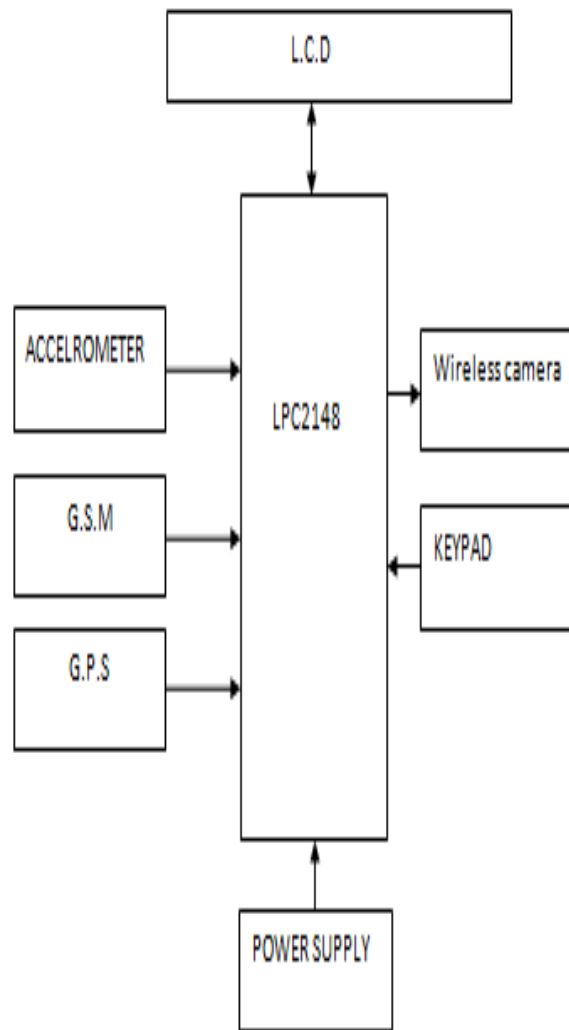 L.C.D
ACCELROMETER
LPC2148
Wireless camera
G.S.M
KEYPAD
G.P.S
POWER SUPPLY